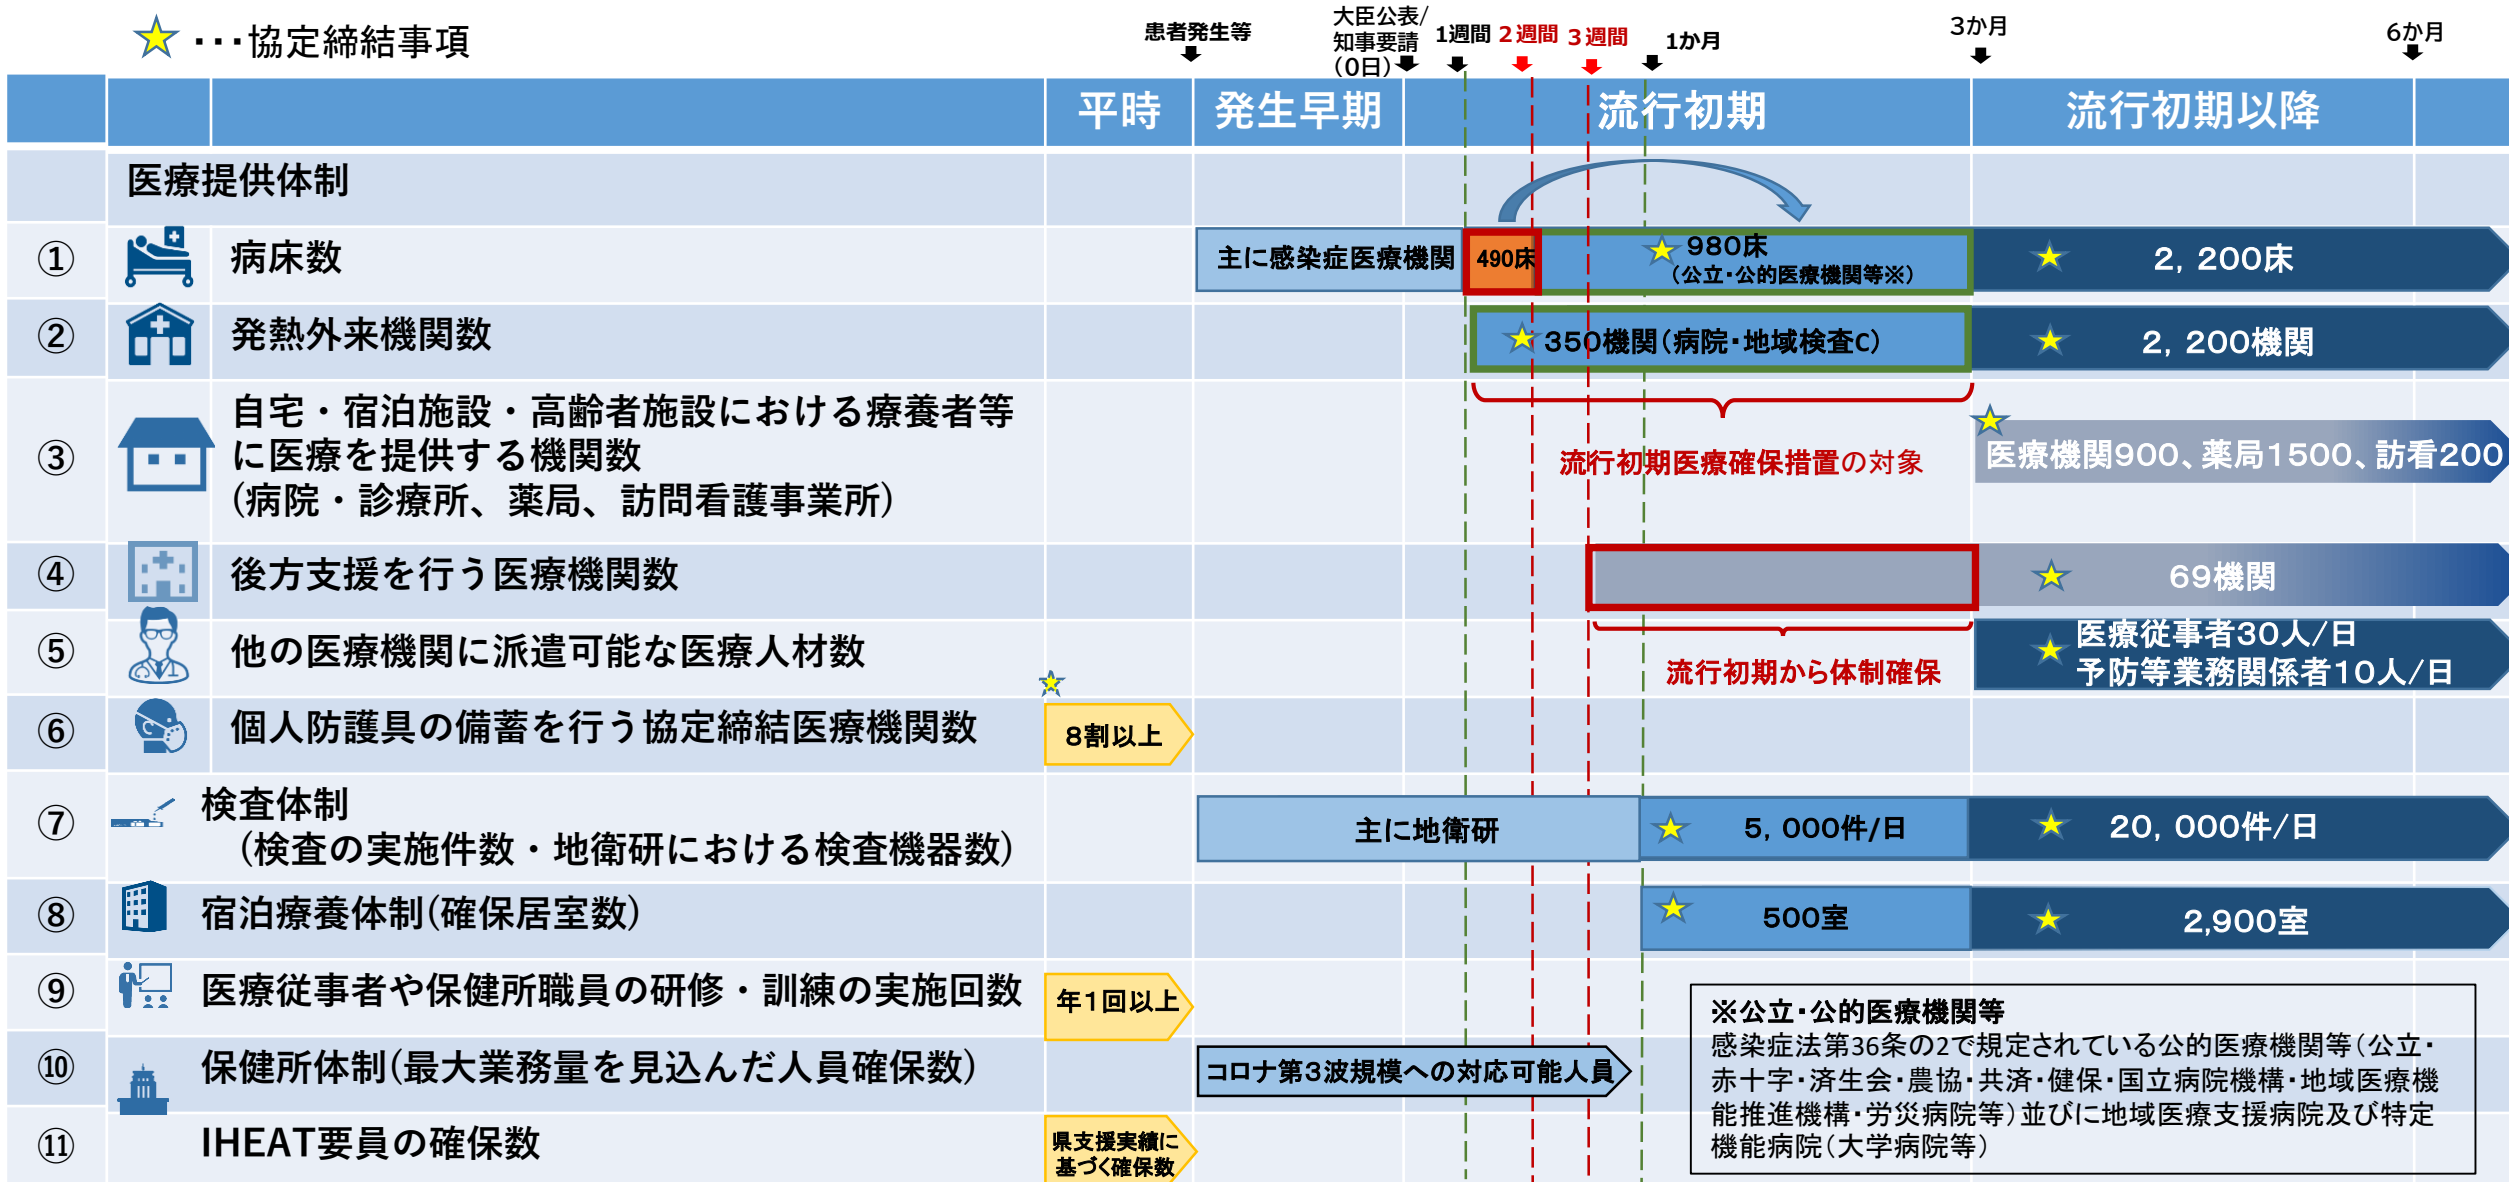 ★・・・協定締結事項
患者発生等
大臣公表/
知事要請
（0日）
1週間
２週間
３週間
1か月
3か月
6か月
平時
発生早期
流行初期
流行初期以降
医療提供体制
①
病床数
主に感染症医療機関
490床
980床
（公立・公的医療機関等※）
2，200床
②
発熱外来機関数
350機関（病院・地域検査C）
2，200機関
③
自宅・宿泊施設・高齢者施設における療養者等
に医療を提供する機関数
(病院・診療所、薬局、訪問看護事業所)
流行初期医療確保措置の対象
医療機関900、薬局1500、訪看200
④
後方支援を行う医療機関数
69機関
⑤
他の医療機関に派遣可能な医療人材数
流行初期から体制確保
医療従事者30人/日
予防等業務関係者10人/日
⑥
個人防護具の備蓄を行う協定締結医療機関数
8割以上
⑦
検査体制
(検査の実施件数・地衛研における検査機器数)
主に地衛研
5，000件/日
20，000件/日
⑧
宿泊療養体制(確保居室数)
500室
2,900室
⑨
医療従事者や保健所職員の研修・訓練の実施回数
年1回以上
⑩
保健所体制(最大業務量を見込んだ人員確保数)
コロナ第3波規模への対応可能人員
⑪
IHEAT要員の確保数
県支援実績に
基づく確保数
※公立・公的医療機関等
感染症法第36条の2で規定されている公的医療機関等（公立・
赤十字・済生会・農協・共済・健保・国立病院機構・地域医療機
能推進機構・労災病院等）並びに地域医療支援病院及び特定
機能病院（大学病院等）